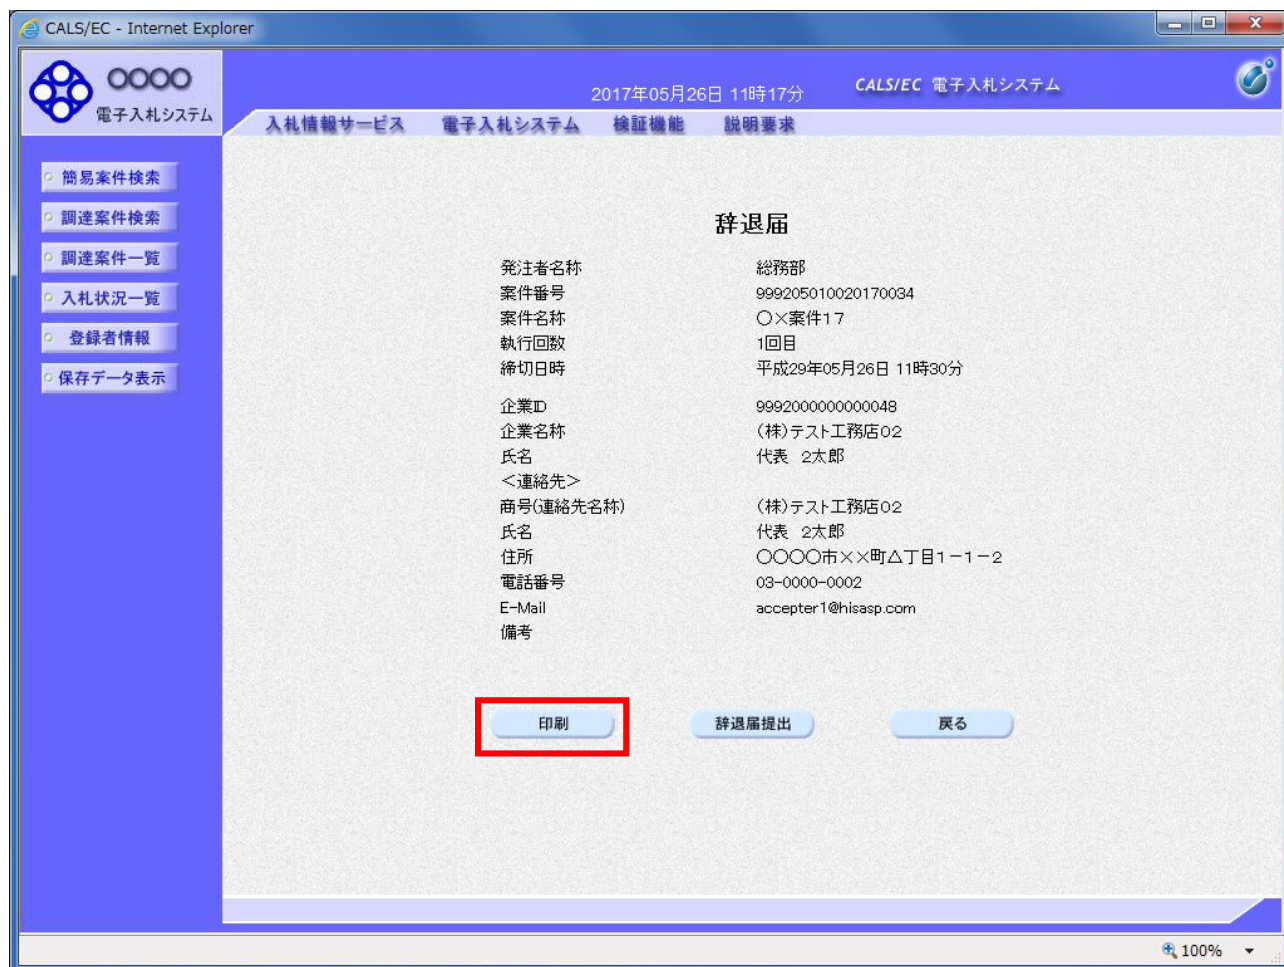 CALS/EC - Internet Explorer
〇〇〇〇
電子入札システム
2017年05月26日 11時17分
CALS/EC 電子入札システム
入札情報サービス 電子入札システム 検証機能 説明要求
簡易案件検索
調達案件検索
調達案件一覧
入札状況一覧
登録者情報
保存データ表示
辞退届
発注者名称 総務部
案件番号 999205010020170034
案件名称 〇×案件17
執行回数 1回目
締切日時 平成29年05月26日 11時30分
企業ID 9992000000000048
企業名称 (株)テスト工務店02
氏名 代表 2太郎
<連絡先>
商号(連絡先名称) (株)テスト工務店02
氏名 代表 2太郎
住所 〇〇〇〇市××町△丁目1-1-2
電話番号 03-0000-0002
E-Mail accepter1@hisasp.com
備考
印刷 辞退届提出 戻る
100%